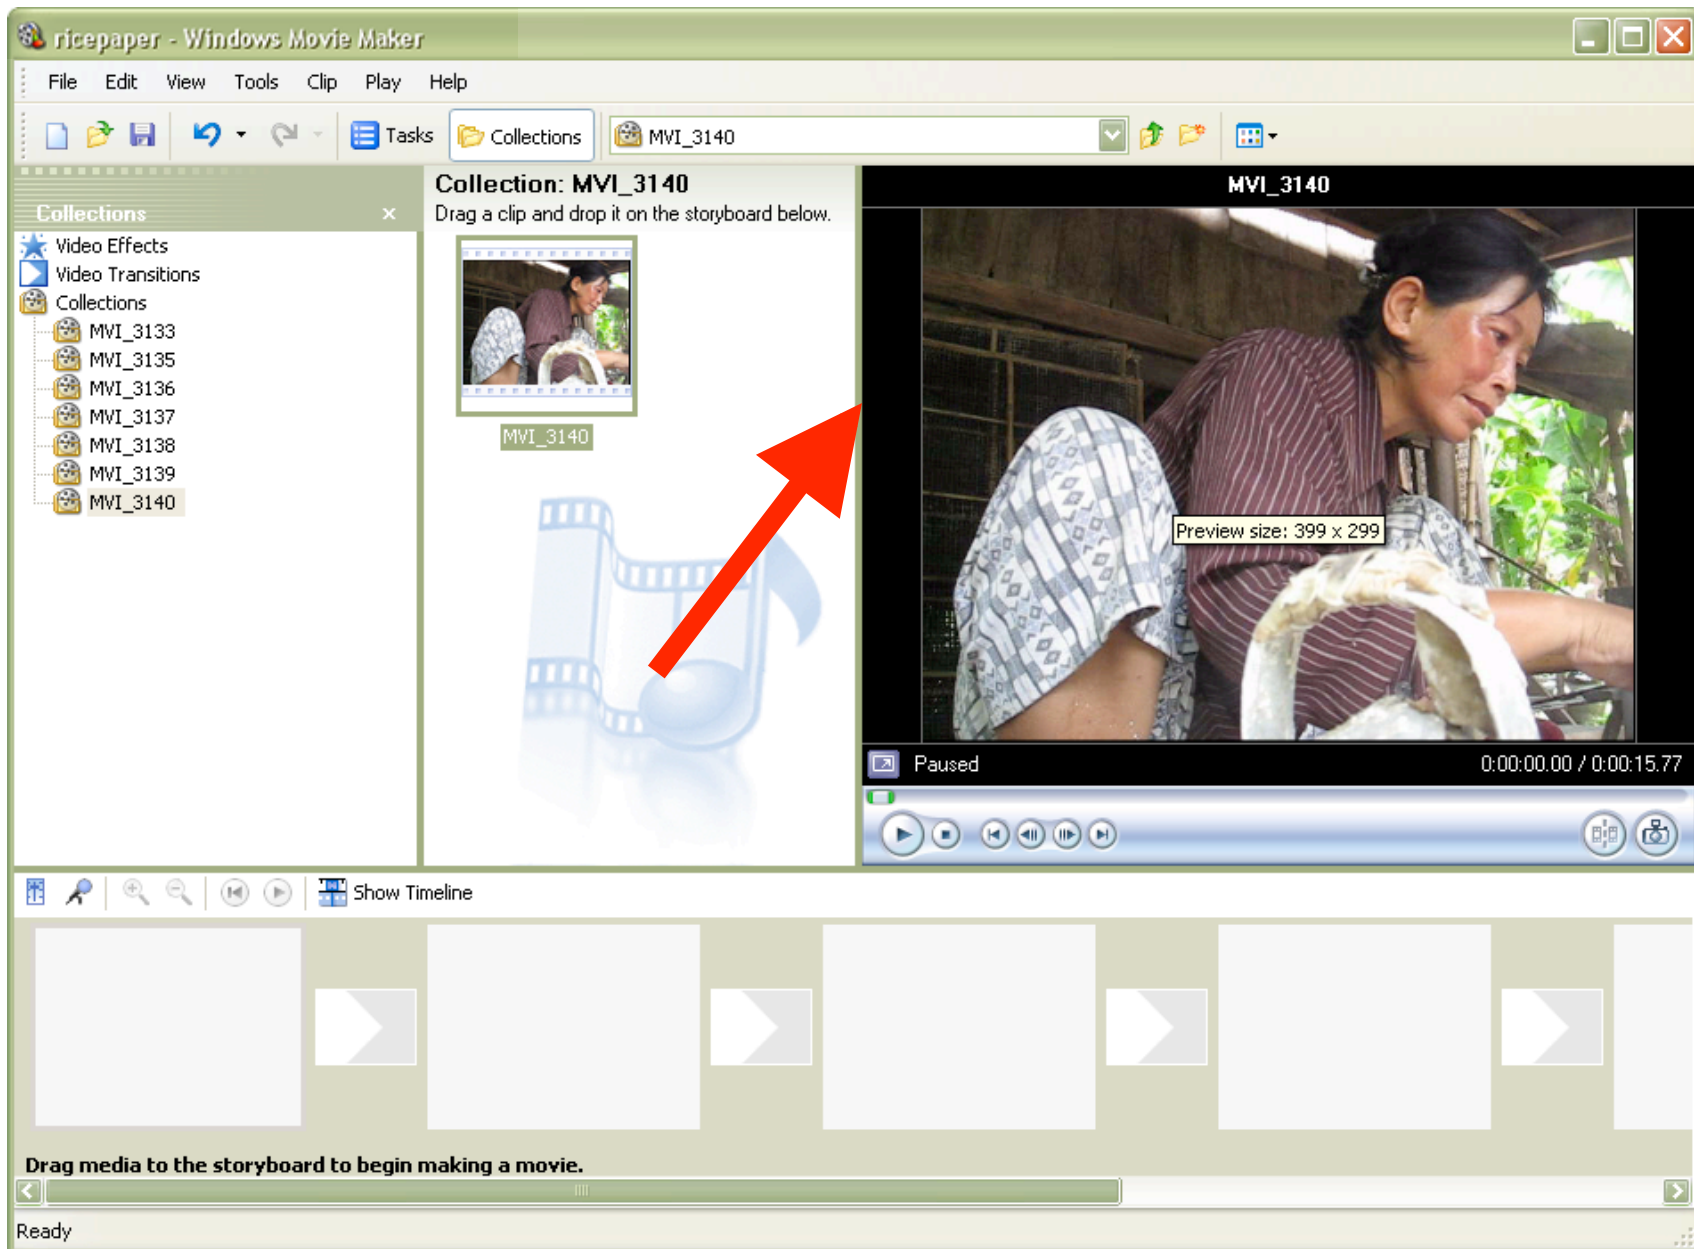 ricepaper - Windows Movie Maker
File Edit View Tools Clip Play Help
Tasks Collections MVI_3140
Collections
Video Effects
Video Transitions
Collections
MVI_3133
MVI_3135
MVI_3136
MVI_3137
MVI_3138
MVI_3139
MVI_3140
Collection: MVI_3140
Drag a clip and drop it on the storyboard below.
MVI_3140
MVI_3140
Preview size: 399 x 299
Paused 0:00:00.00 / 0:00:15.77
Show Timeline
Drag media to the storyboard to begin making a movie.
Ready